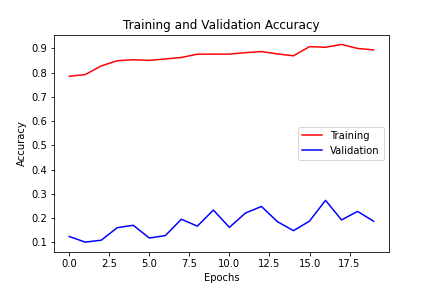 Training and Validation Accuracy
Accuracy
0.9
0.8
0.7
0.6
0.5
0.4
0.3
0.2
0.1
Training
Validation
0.0 2.5 5.0 7.5 10.0 12.5 15.0 17.5
Epochs